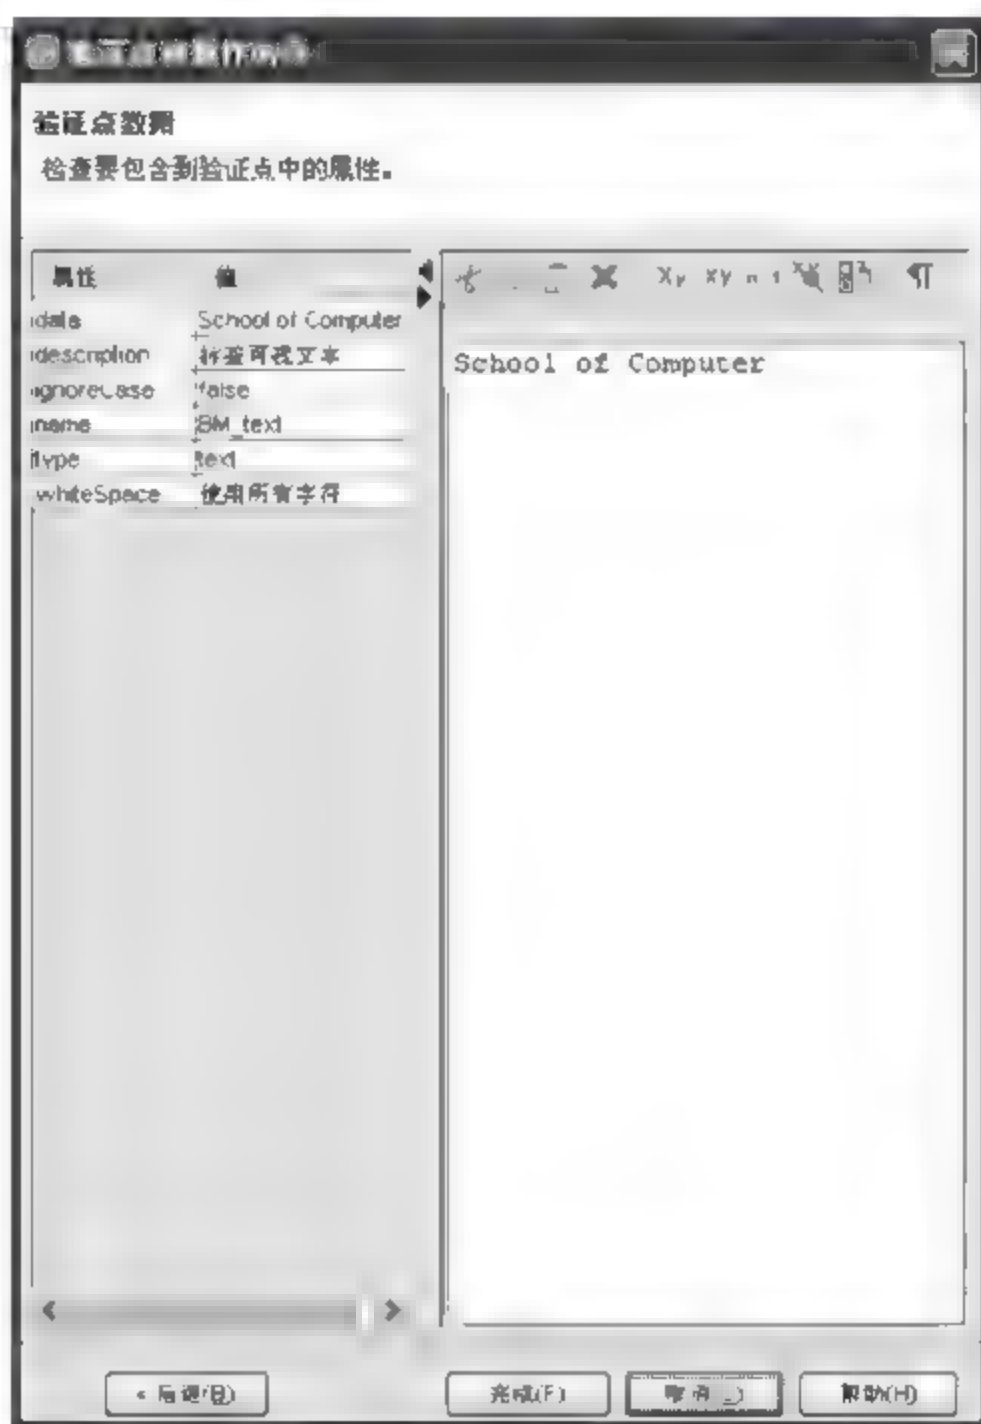 验证点数据
检查要包含到验证点中的属性。
属性 值
data School of Computer
description 标签可视文本
ignoreCase false
name BM_text
type text
whiteSpace 使用所有字符
School of Computer
< 后退(B) 完成(F) 取消 帮助(H)